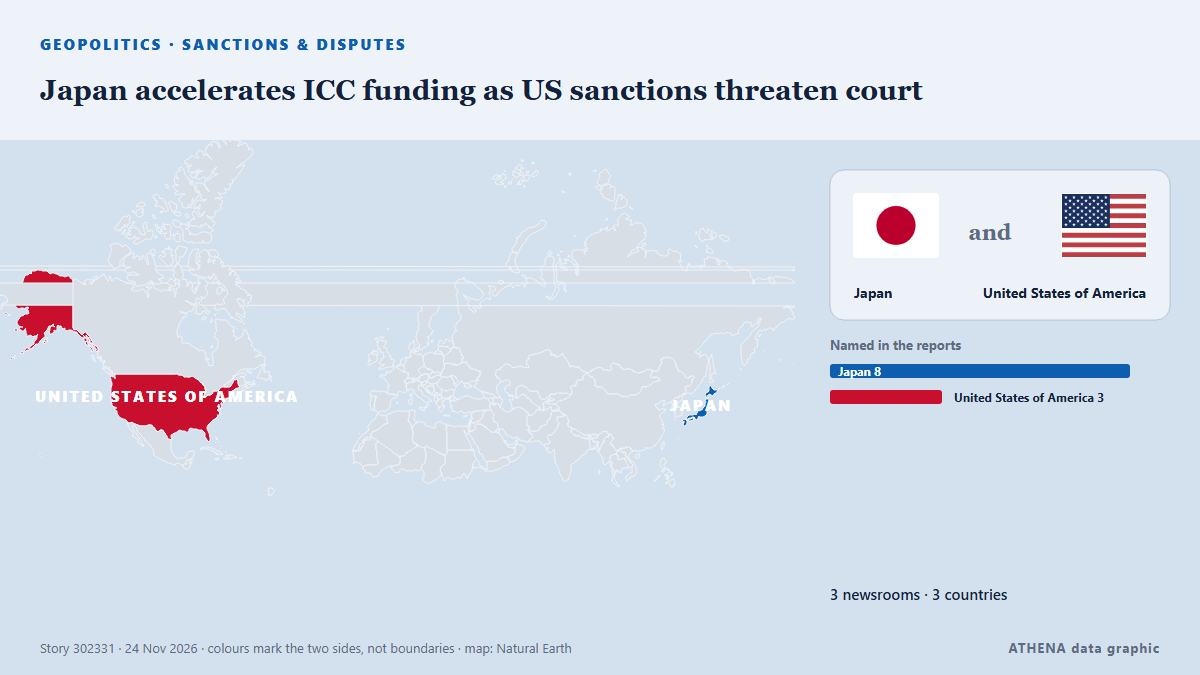 GEOPOLITICS · SANCTIONS & DISPUTES
Japan accelerates ICC funding as US sanctions threaten court
and
Japan
United States of America
Named in the reports
Japan 8
United States of America 3
UNITED STATES OF AMERICA
JAPAN
3 newsrooms · 3 countries
Story 302331 · 24 Nov 2026 · colours mark the two sides, not boundaries · map: Natural Earth
ATHENA data graphic